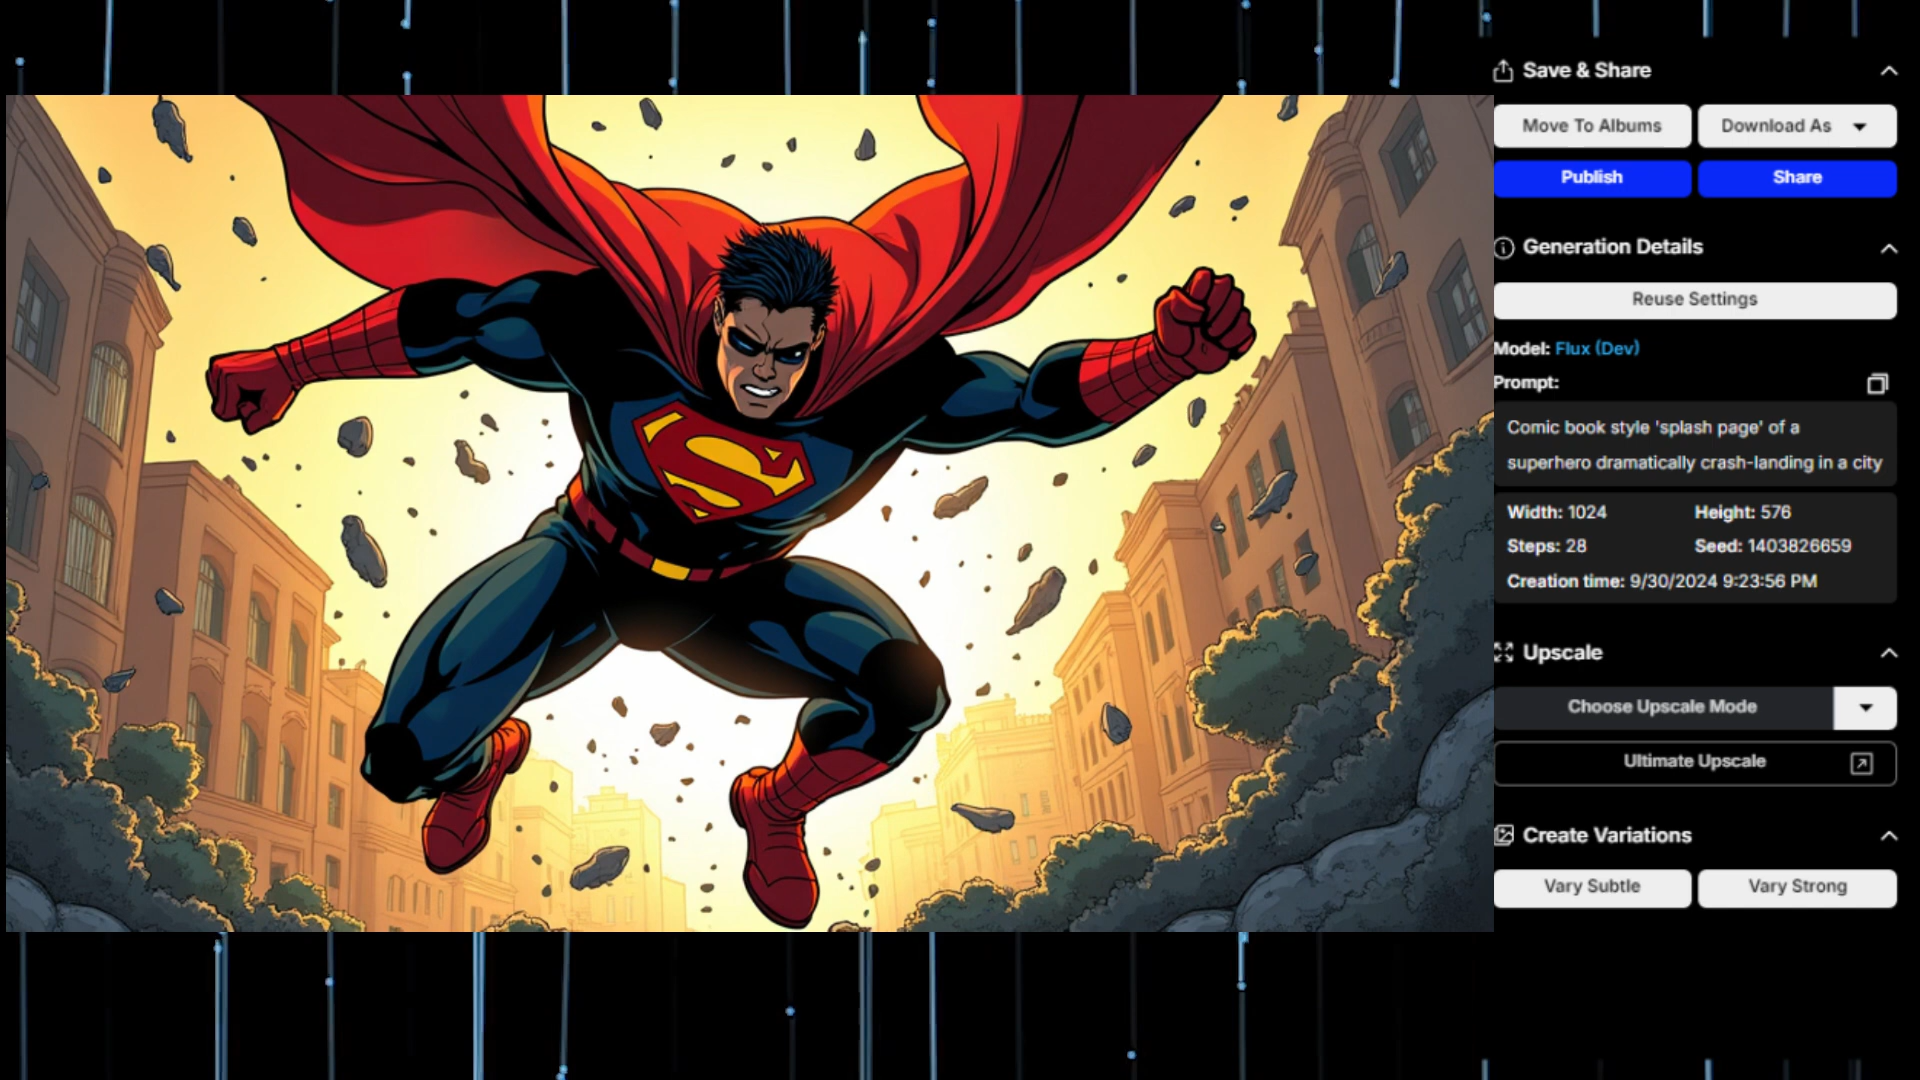 Save & Share
Move To Albums
Download As
Publish
Share
Generation Details
Reuse Settings
Model: Flux (Dev)
Prompt:
Comic book style 'splash page' of a
superhero dramatically crash-landing in a city
Width: 1024
Height: 576
Steps: 28
Seed: 1403826659
Creation time: 9/30/2024 9:23:56 PM
Upscale
Choose Upscale Mode
Ultimate Upscale
Create Variations
Vary Subtle
Vary Strong
S